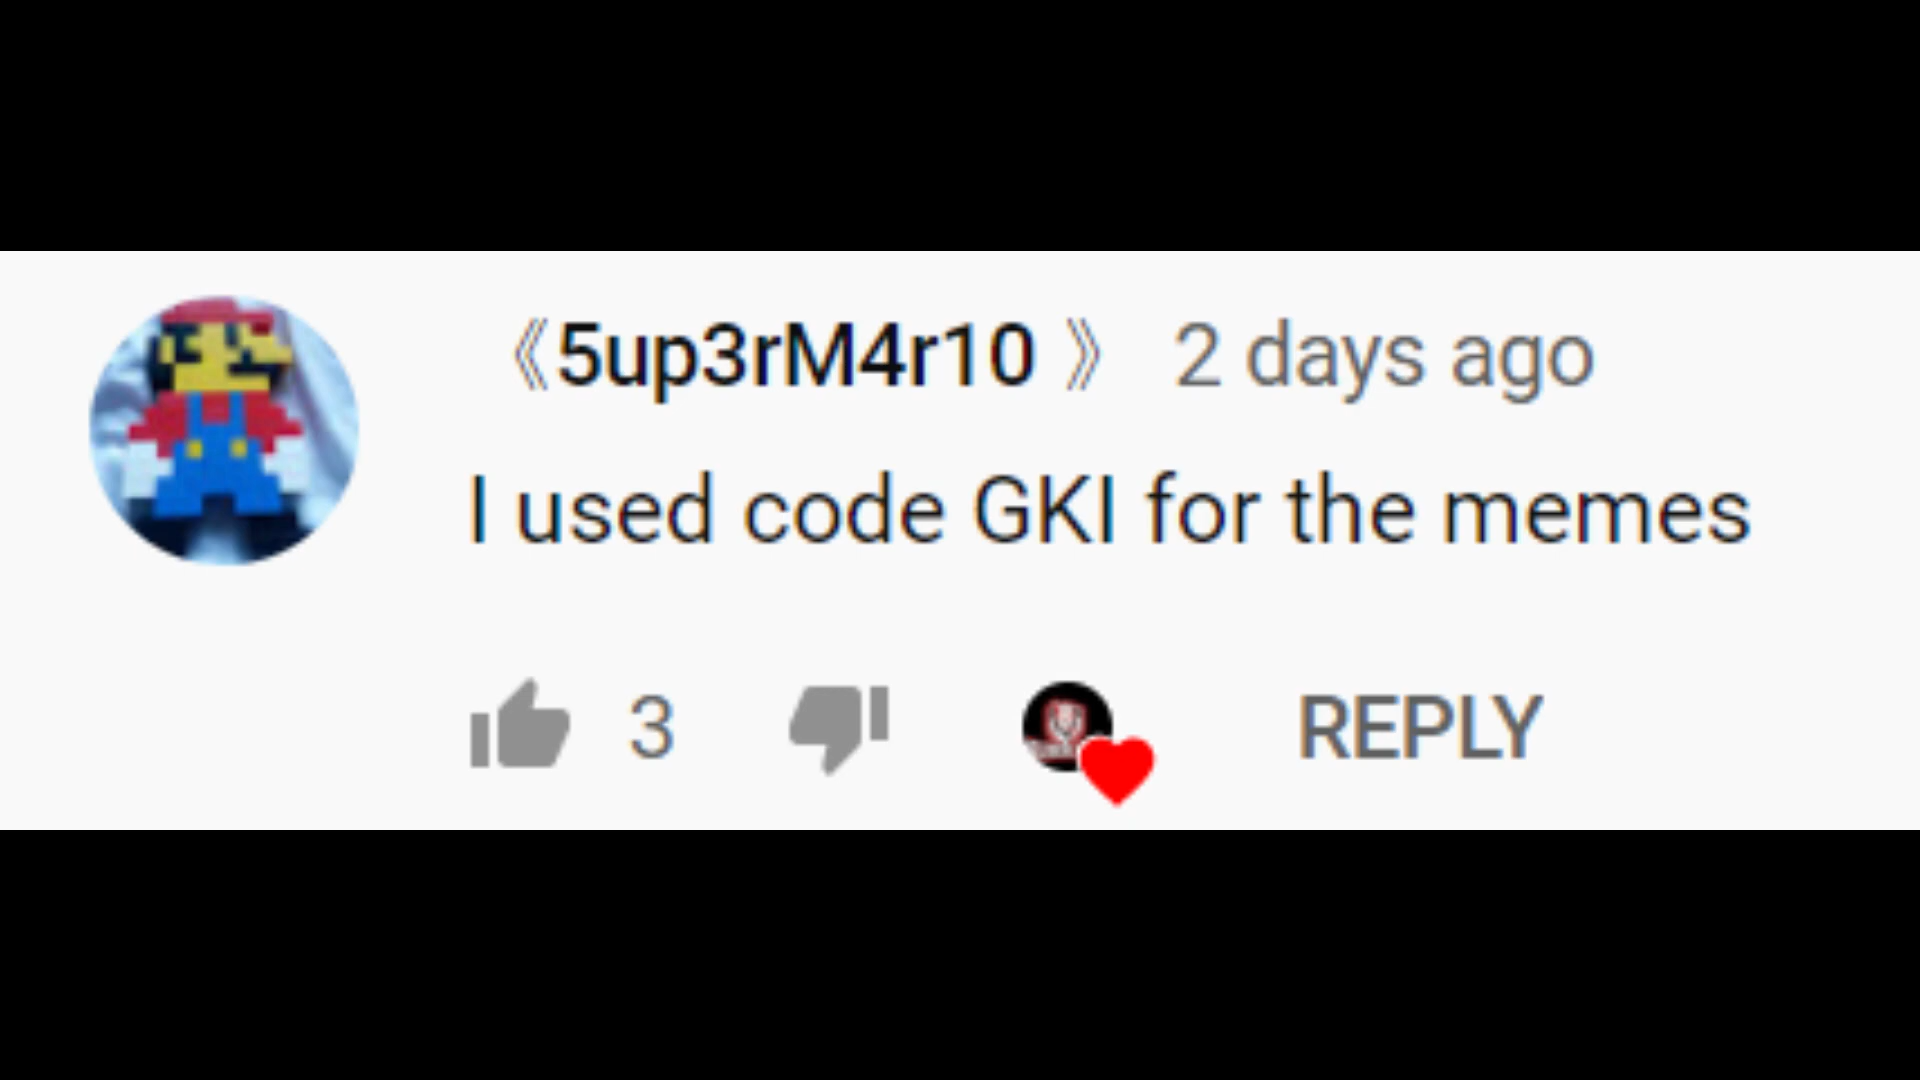 《5up3rM4r10 》 2 days ago
I used code GKI for the memes
3 REPLY